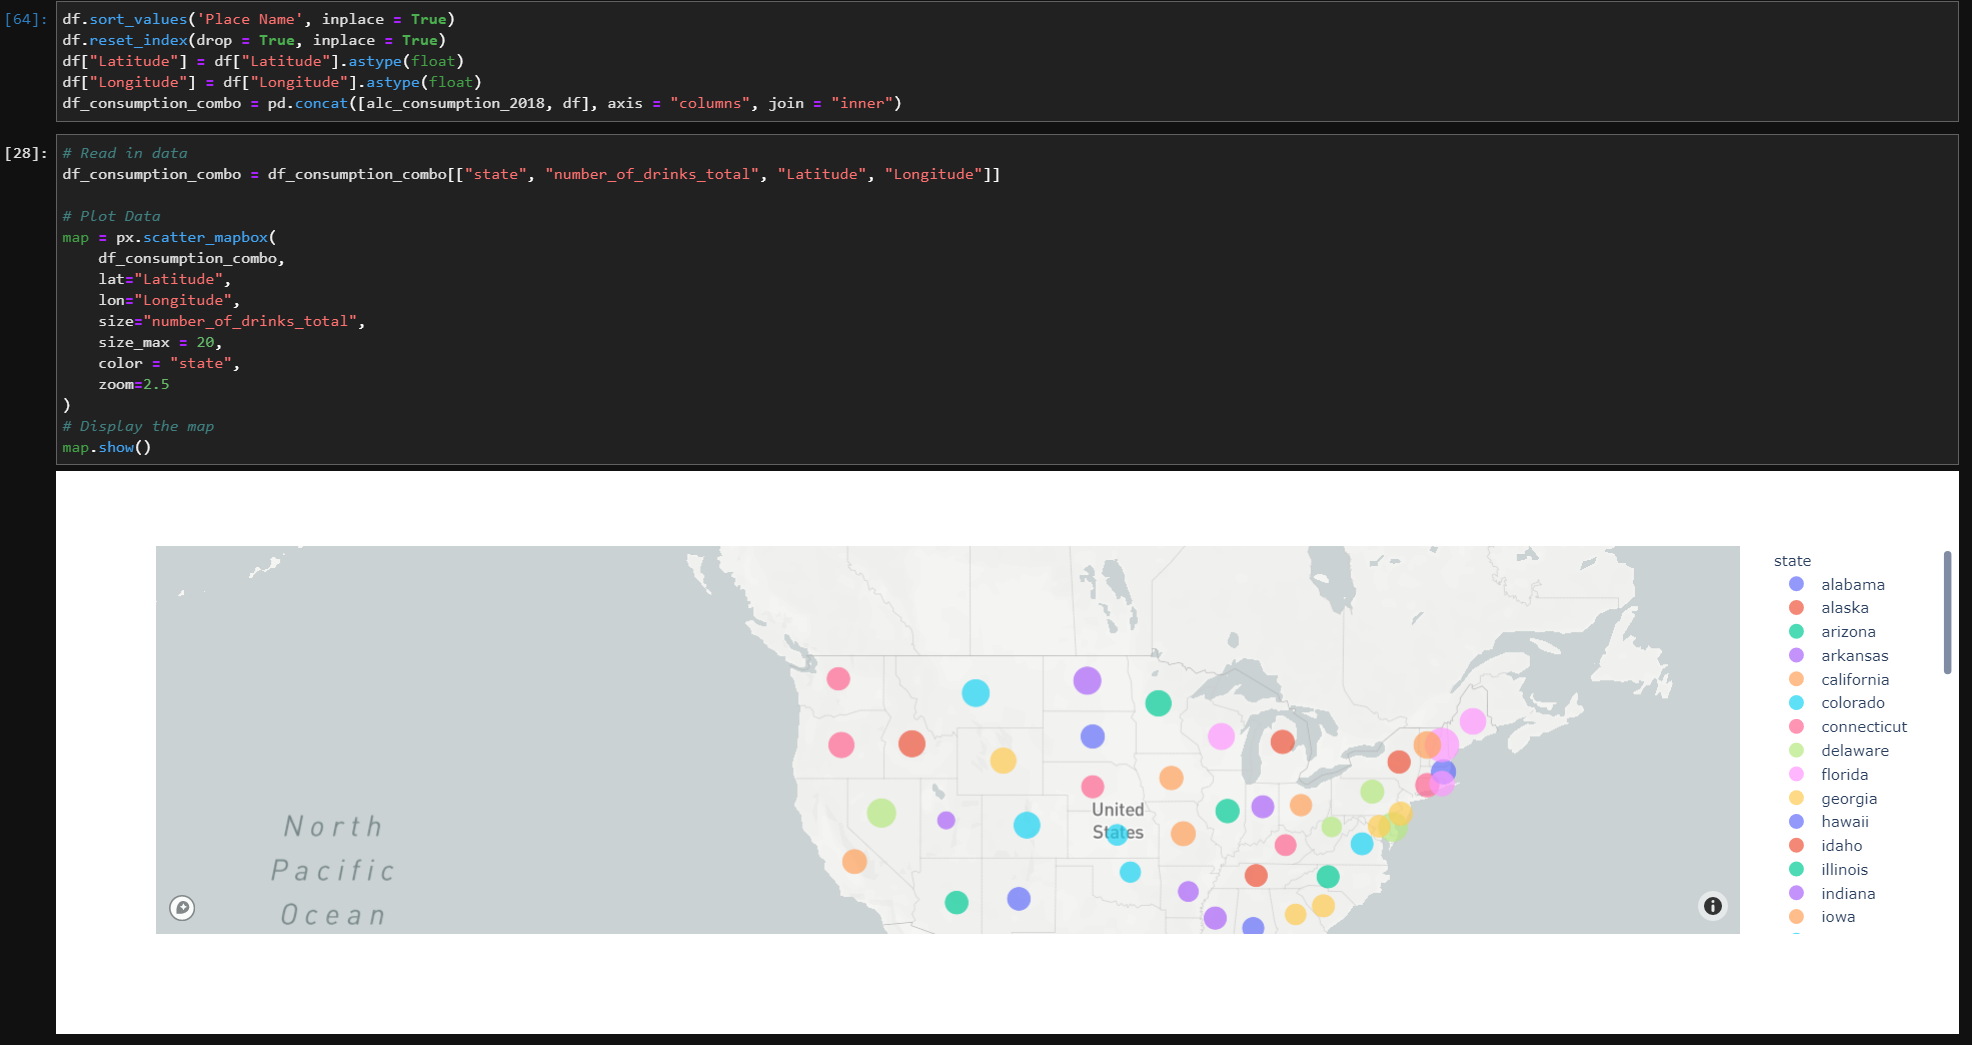 [64]: df.sort_values('Place Name', inplace = True)
df.reset_index(drop = True, inplace = True)
df["Latitude"] = df["Latitude"].astype(float)
df["Longitude"] = df["Longitude"].astype(float)
df_consumption_combo = pd.concat([alc_consumption_2018, df], axis = "columns", join = "inner")
[28]: # Read in data
df_consumption_combo = df_consumption_combo[["state", "number_of_drinks_total", "Latitude", "Longitude"]]
# Plot Data
map = px.scatter_mapbox(
df_consumption_combo,
lat="Latitude",
lon="Longitude",
size="number_of_drinks_total",
size_max = 20,
color = "state",
zoom=2.5
)
# Display the map
map.show()
North
Pacific
Ocean
United
States
state
alabama
alaska
arizona
arkansas
california
colorado
connecticut
delaware
florida
georgia
hawaii
idaho
illinois
indiana
iowa